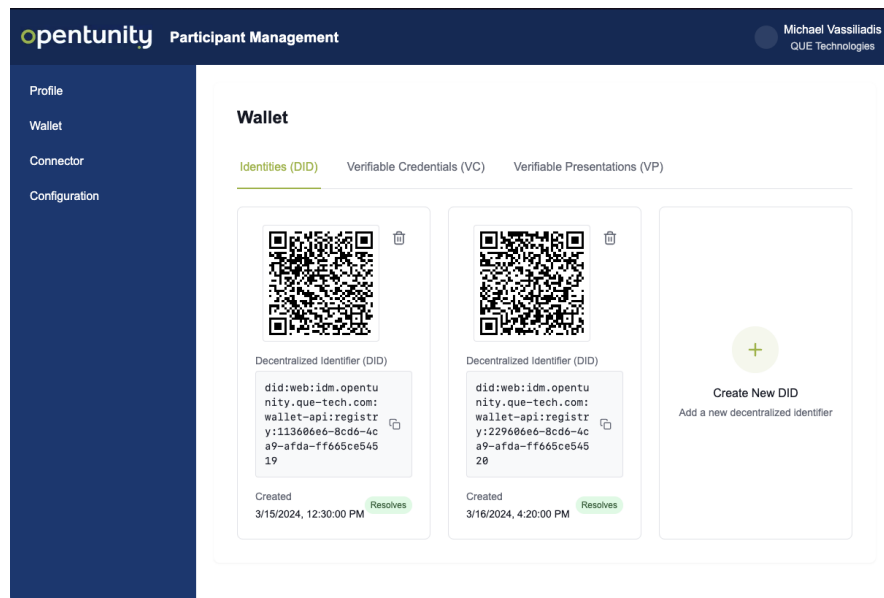 opentunity Participant Management
Michael Vassiliadis
QUE Technologies
Profile
Wallet
Connector
Configuration
Wallet
Identities (DID) Verifiable Credentials (VC) Verifiable Presentations (VP)
Decentralized Identifier (DID)
did:web:idm.opentu
nity.que-tech.com:
wallet-api:registr
y:113606e6-8cd6-4c
a9-afda-ff665ce545
19
Created
3/15/2024, 12:30:00 PM
Resolves
Decentralized Identifier (DID)
did:web:idm.opentu
nity.que-tech.com:
wallet-api:registr
y:229606e6-8cd6-4c
a9-afda-ff665ce545
20
Created
3/16/2024, 4:20:00 PM
Resolves
+
Create New DID
Add a new decentralized identifier